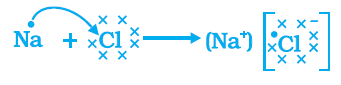 Na + Cl → (Na⁺) [Cl]⁻